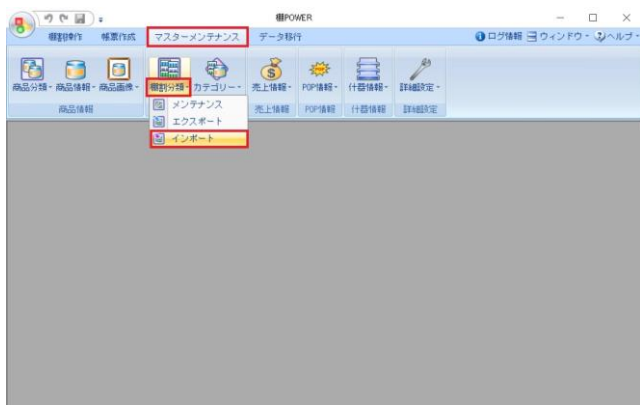 棚POWER
棚割操作 帳票作成 マスターメンテナンス データ移行 ログ情報 ウィンドウ ヘルプ
商品分類 商品情報 商品画像 棚割分類 カテゴリー 売上情報 POP情報 什器情報 詳細設定
商品情報 売上情報 POP情報 什器情報 詳細設定
メンテナンス
エクスポート
インポート